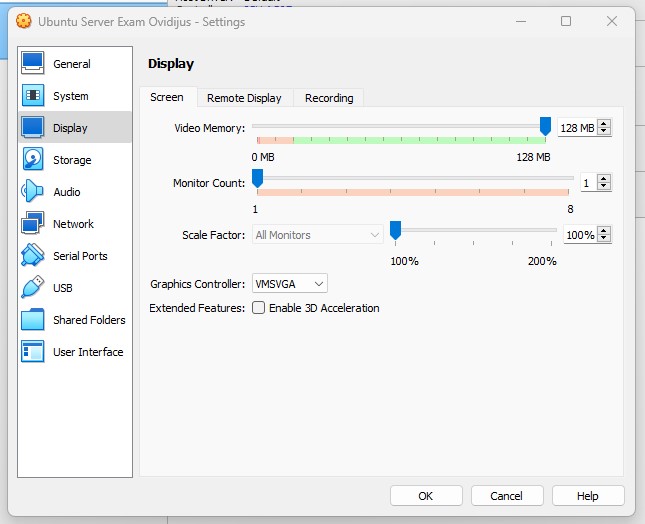 Ubuntu Server Exam Ovidijus - Settings
General
System
Display
Storage
Audio
Network
Serial Ports
USB
Shared Folders
User Interface
Display
Screen Remote Display Recording
Video Memory: 128 MB
0 MB 128 MB
Monitor Count: 1
1 8
Scale Factor: All Monitors 100%
100% 200%
Graphics Controller: VMSVGA
Extended Features: Enable 3D Acceleration
OK Cancel Help